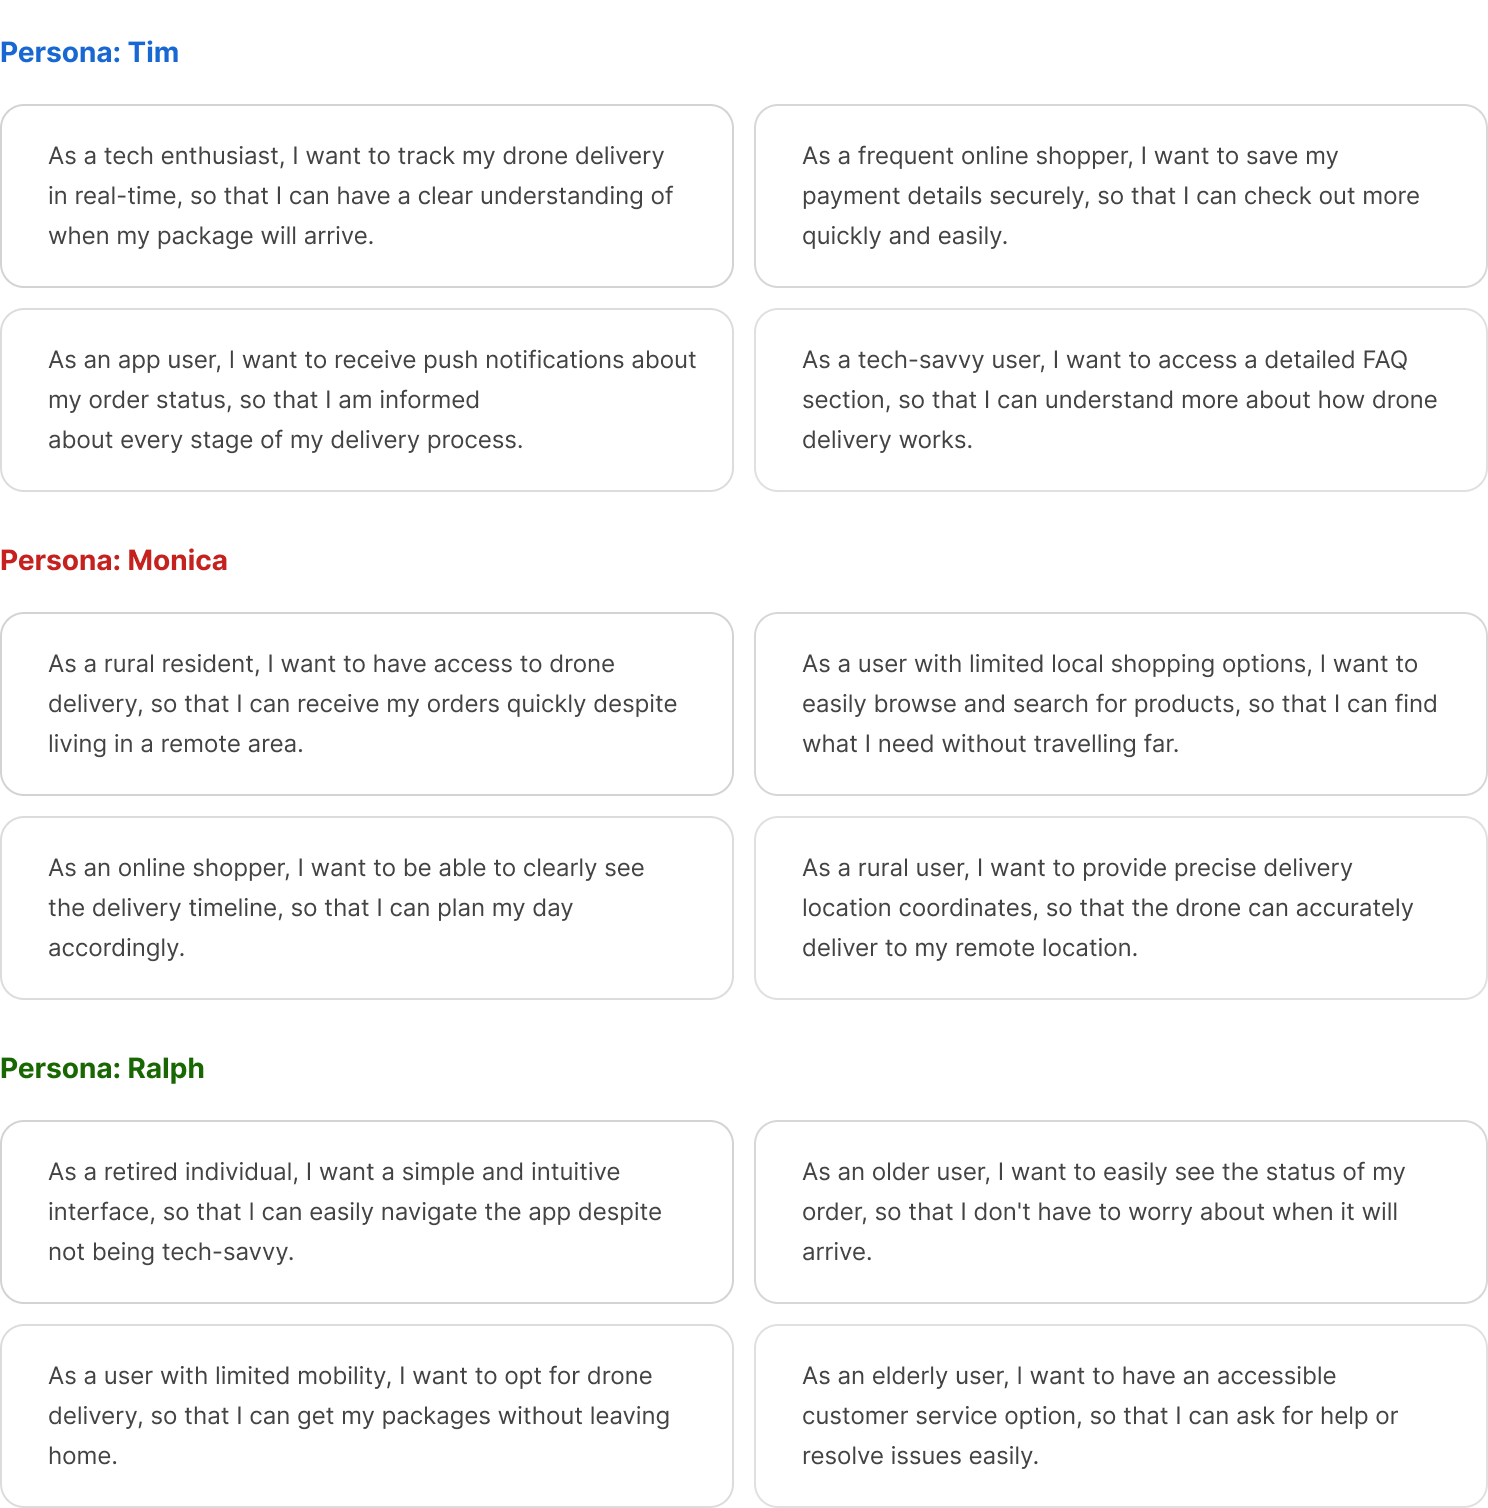 Persona: Tim
As a tech enthusiast, I want to track my drone delivery
in real-time, so that I can have a clear understanding of
when my package will arrive.
As a frequent online shopper, I want to save my
payment details securely, so that I can check out more
quickly and easily.
As an app user, I want to receive push notifications about
my order status, so that I am informed
about every stage of my delivery process.
As a tech-savvy user, I want to access a detailed FAQ
section, so that I can understand more about how drone
delivery works.
Persona: Monica
As a rural resident, I want to have access to drone
delivery, so that I can receive my orders quickly despite
living in a remote area.
As a user with limited local shopping options, I want to
easily browse and search for products, so that I can find
what I need without travelling far.
As an online shopper, I want to be able to clearly see
the delivery timeline, so that I can plan my day
accordingly.
As a rural user, I want to provide precise delivery
location coordinates, so that the drone can accurately
deliver to my remote location.
Persona: Ralph
As a retired individual, I want a simple and intuitive
interface, so that I can easily navigate the app despite
not being tech-savvy.
As an older user, I want to easily see the status of my
order, so that I don't have to worry about when it will
arrive.
As a user with limited mobility, I want to opt for drone
delivery, so that I can get my packages without leaving
home.
As an elderly user, I want to have an accessible
customer service option, so that I can ask for help or
resolve issues easily.